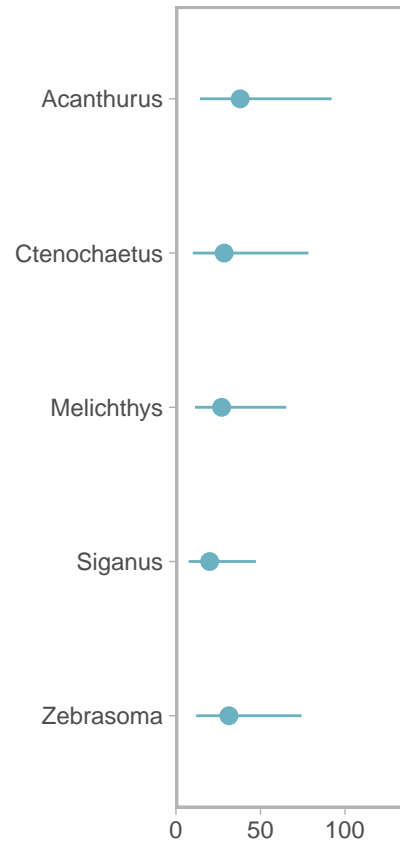 Acanthurus
Ctenochaetus
Melichthys
Siganus
Zebrasoma
0 50 100